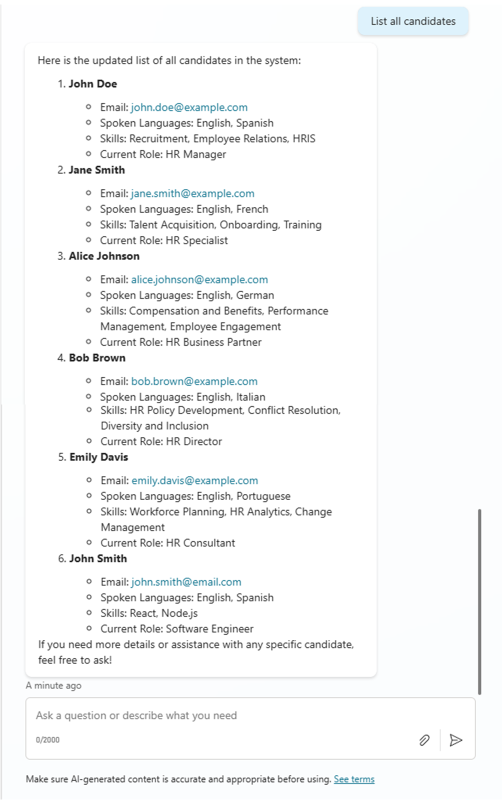 List all candidates
Here is the updated list of all candidates in the system:
1. John Doe
Email: john.doe@example.com
Spoken Languages: English, Spanish
Skills: Recruitment, Employee Relations, HRIS
Current Role: HR Manager
2. Jane Smith
Email: jane.smith@example.com
Spoken Languages: English, French
Skills: Talent Acquisition, Onboarding, Training
Current Role: HR Specialist
3. Alice Johnson
Email: alice.johnson@example.com
Spoken Languages: English, German
Skills: Compensation and Benefits, Performance
Management, Employee Engagement
Current Role: HR Business Partner
4. Bob Brown
Email: bob.brown@example.com
Spoken Languages: English, Italian
Skills: HR Policy Development, Conflict Resolution,
Diversity and Inclusion
Current Role: HR Director
5. Emily Davis
Email: emily.davis@example.com
Spoken Languages: English, Portuguese
Skills: Workforce Planning, HR Analytics, Change
Management
Current Role: HR Consultant
6. John Smith
Email: john.smith@email.com
Spoken Languages: English, Spanish
Skills: React, Node.js
Current Role: Software Engineer
If you need more details or assistance with any specific candidate,
feel free to ask!
A minute ago
Ask a question or describe what you need
0/2000
Make sure AI-generated content is accurate and appropriate before using. See terms